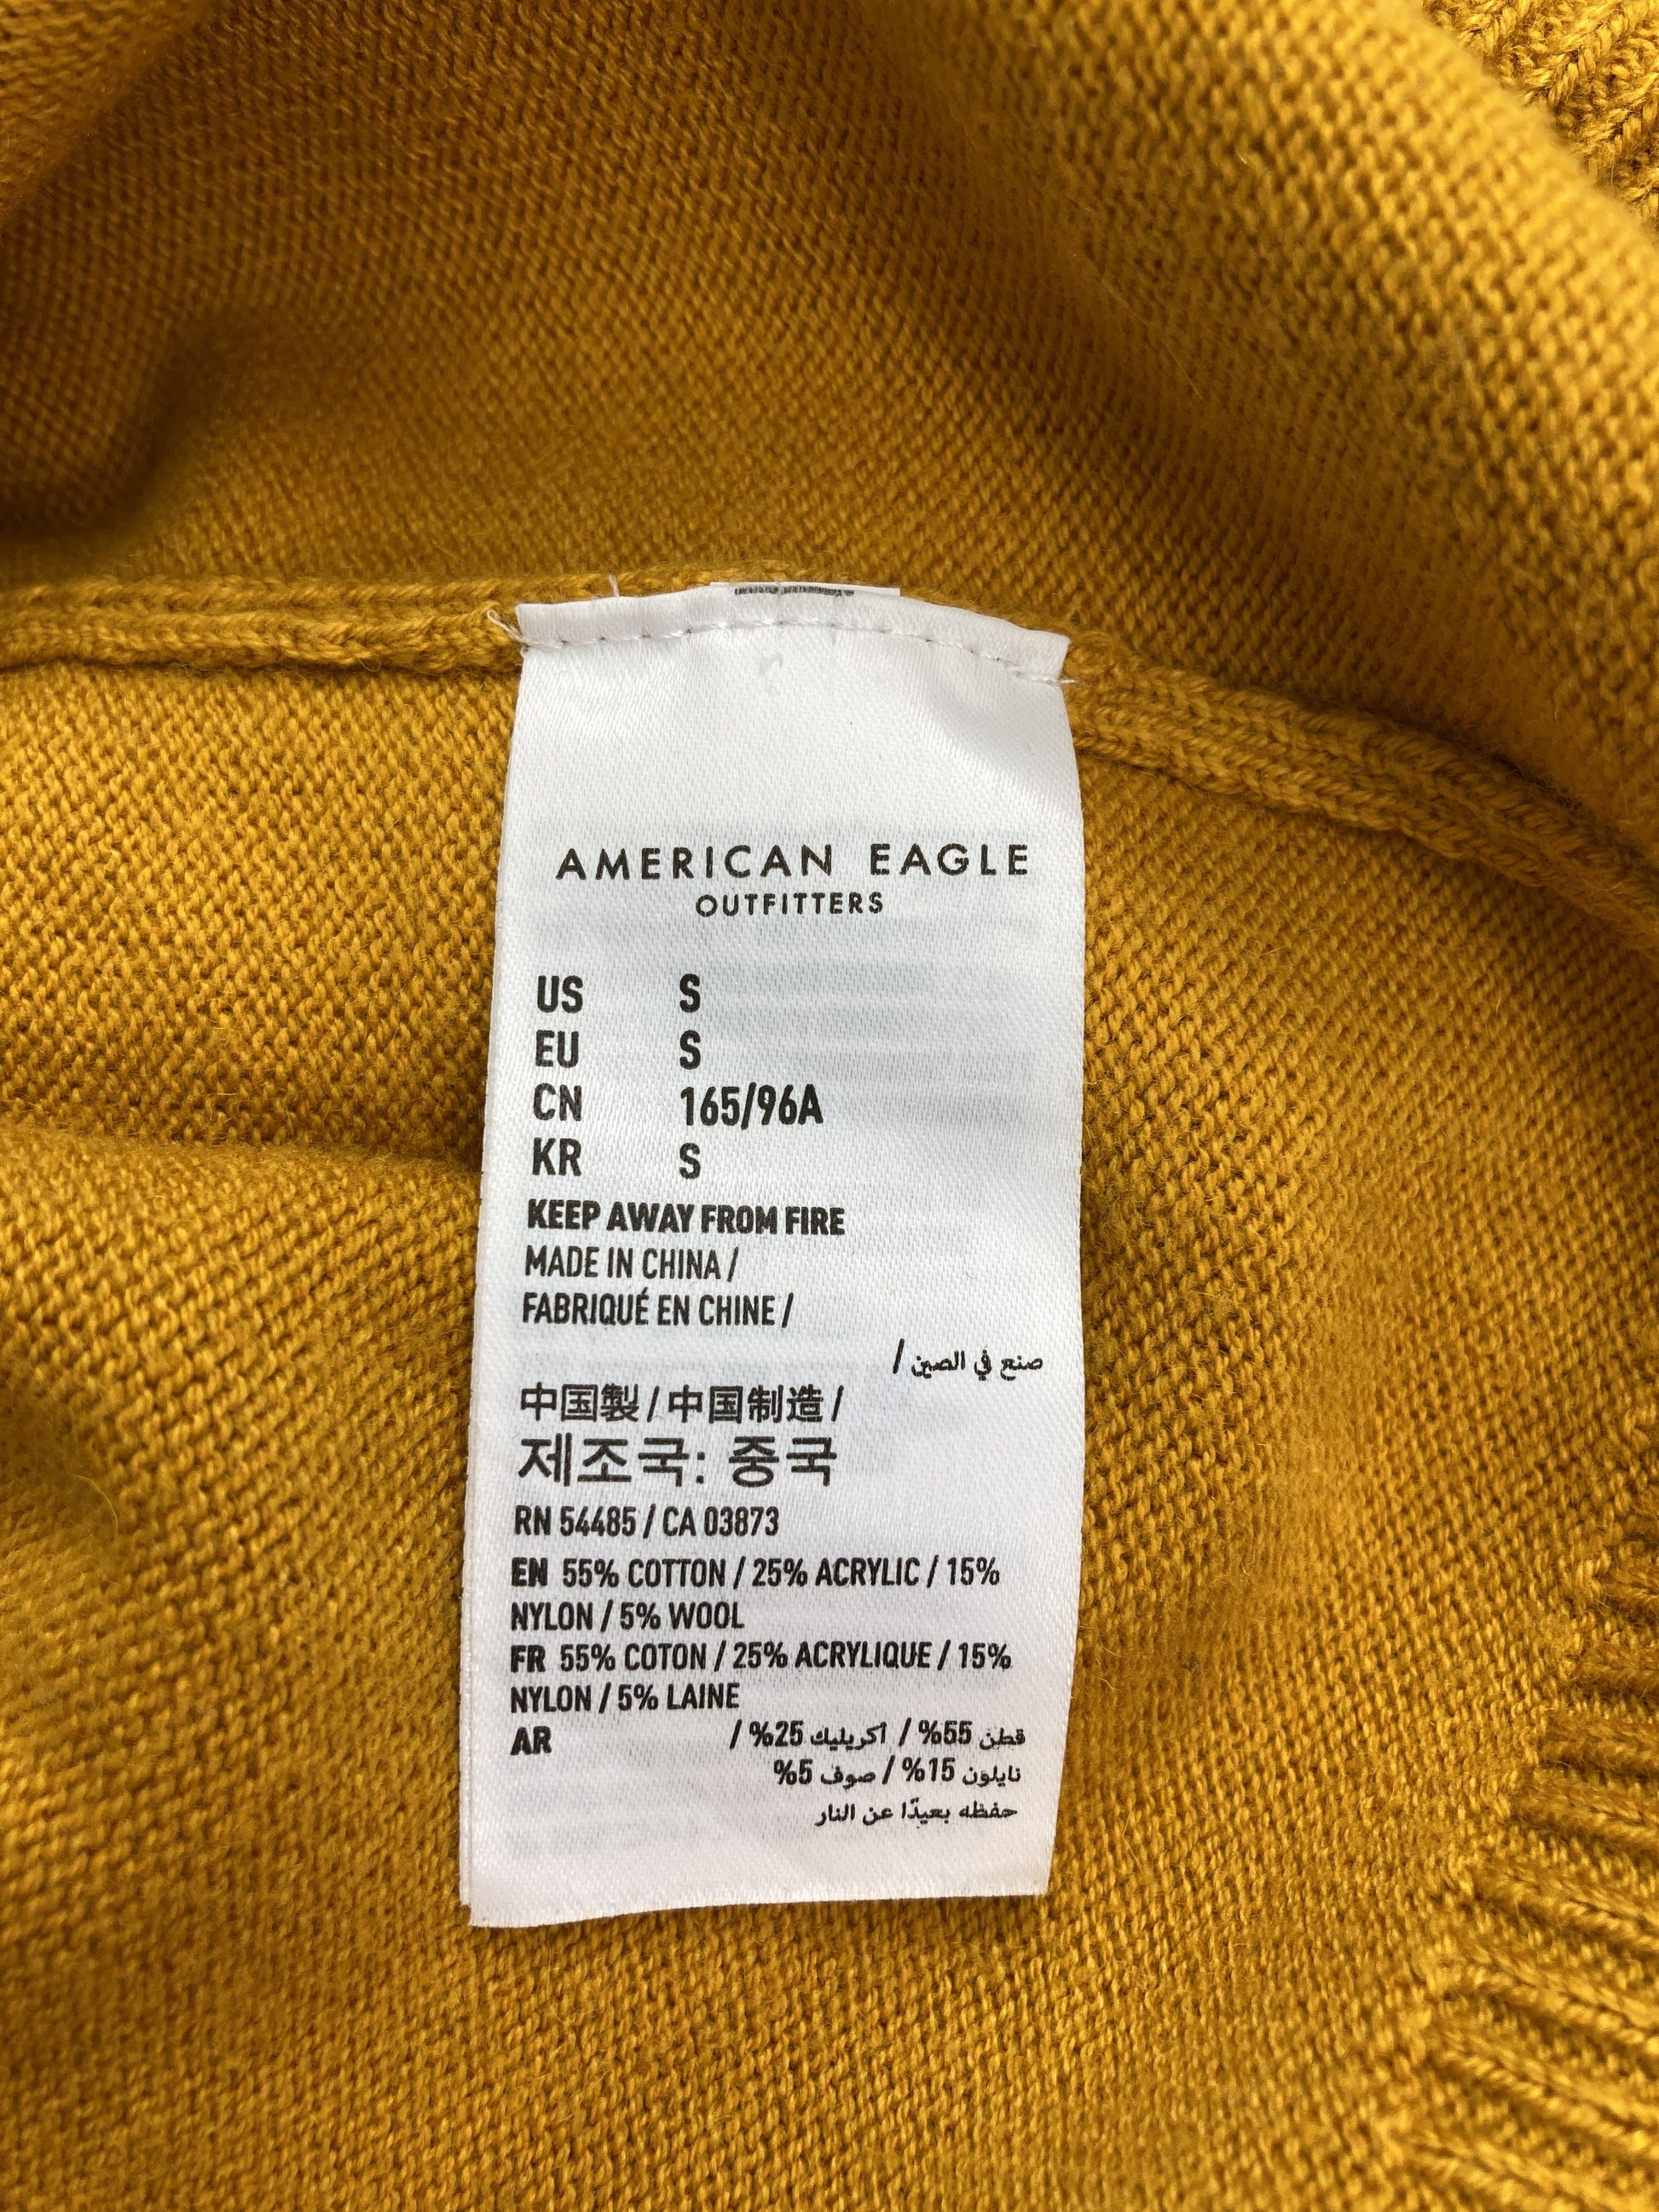 AMERICAN EAGLE
OUTFITTERS
US S
EU S
CN 165/96A
KR S
KEEP AWAY FROM FIRE
MADE IN CHINA /
FABRIQUÉ EN CHINE /
صنع في الصين /
中国製 / 中国制造 /
제조국: 중국
RN 54485 / CA 03873
EN 55% COTTON / 25% ACRYLIC / 15%
NYLON / 5% WOOL
FR 55% COTON / 25% ACRYLIQUE / 15%
NYLON / 5% LAINE
AR قطن 55% / اكريليك 25% /
نايلون 15% / صوف 5%
حفظه بعيدًا عن النار